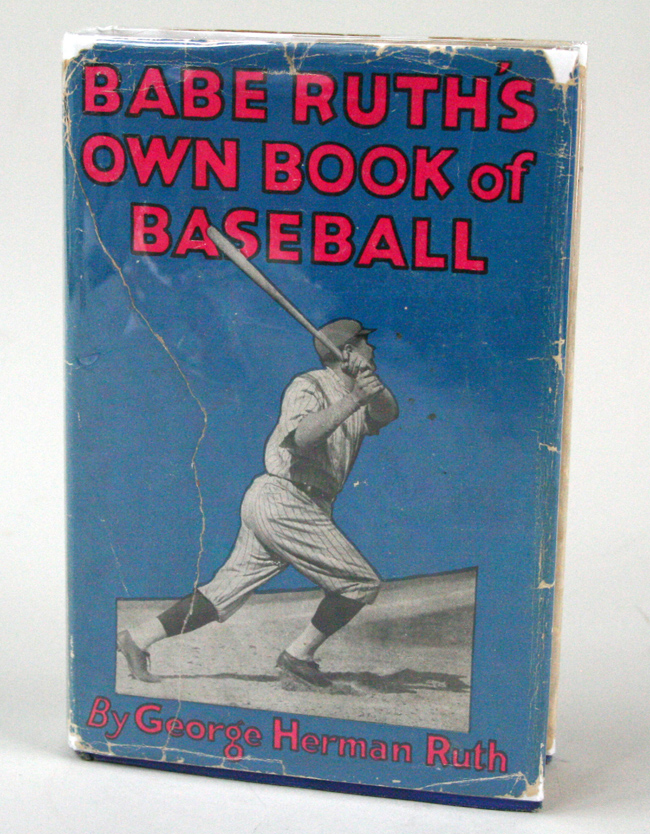 BABE RUTH'S
OWN BOOK of
BASEBALL
By George Herman Ruth